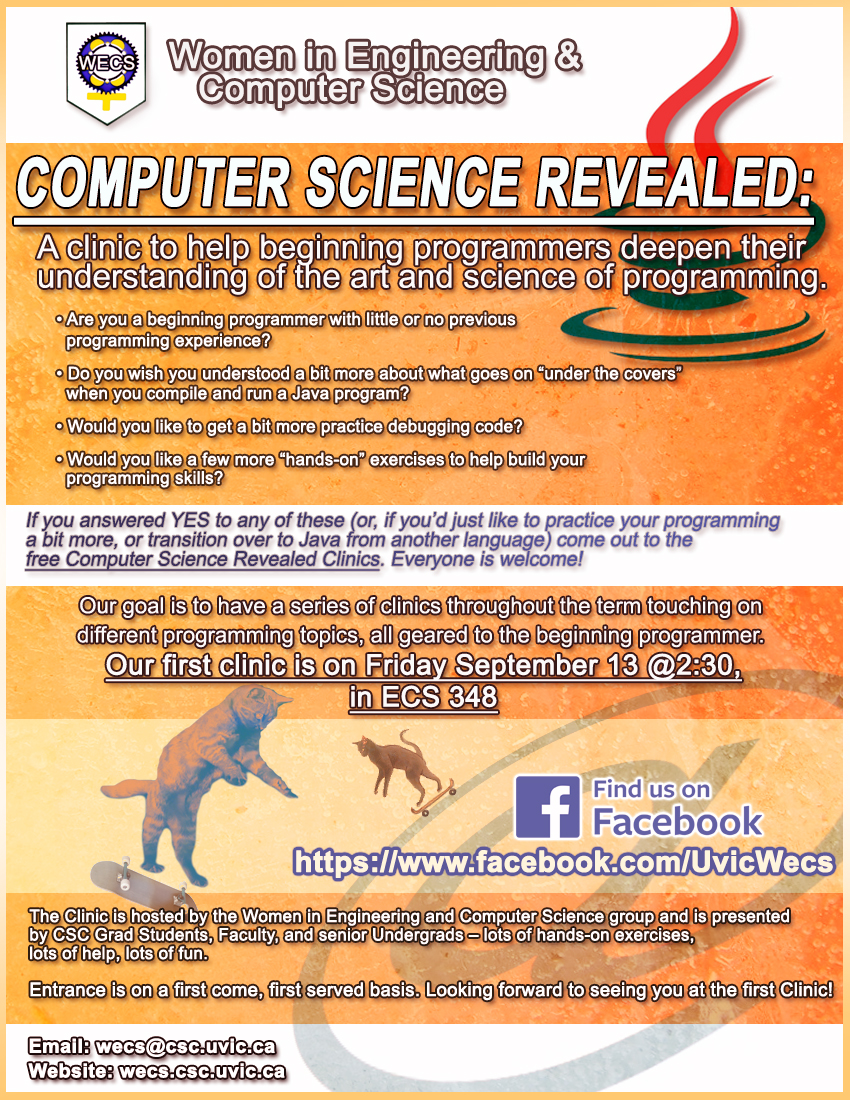 WECS
Women in Engineering &
Computer Science
COMPUTER SCIENCE REVEALED:
A clinic to help beginning programmers deepen their
understanding of the art and science of programming.
• Are you a beginning programmer with little or no previous
programming experience?
• Do you wish you understood a bit more about what goes on “under the covers”
when you compile and run a Java program?
• Would you like to get a bit more practice debugging code?
• Would you like a few more “hands-on” exercises to help build your
programming skills?
If you answered YES to any of these (or, if you’d just like to practice your programming
a bit more, or transition over to Java from another language) come out to the
free Computer Science Revealed Clinics. Everyone is welcome!
Our goal is to have a series of clinics throughout the term touching on
different programming topics, all geared to the beginning programmer.
Our first clinic is on Friday September 13 @2:30,
in ECS 348
f Find us on
Facebook
https://www.facebook.com/UvicWecs
The Clinic is hosted by the Women in Engineering and Computer Science group and is presented
by CSC Grad Students, Faculty, and senior Undergrads – lots of hands-on exercises,
lots of help, lots of fun.
Entrance is on a first come, first served basis. Looking forward to seeing you at the first Clinic!
Email: wecs@csc.uvic.ca
Website: wecs.csc.uvic.ca
@